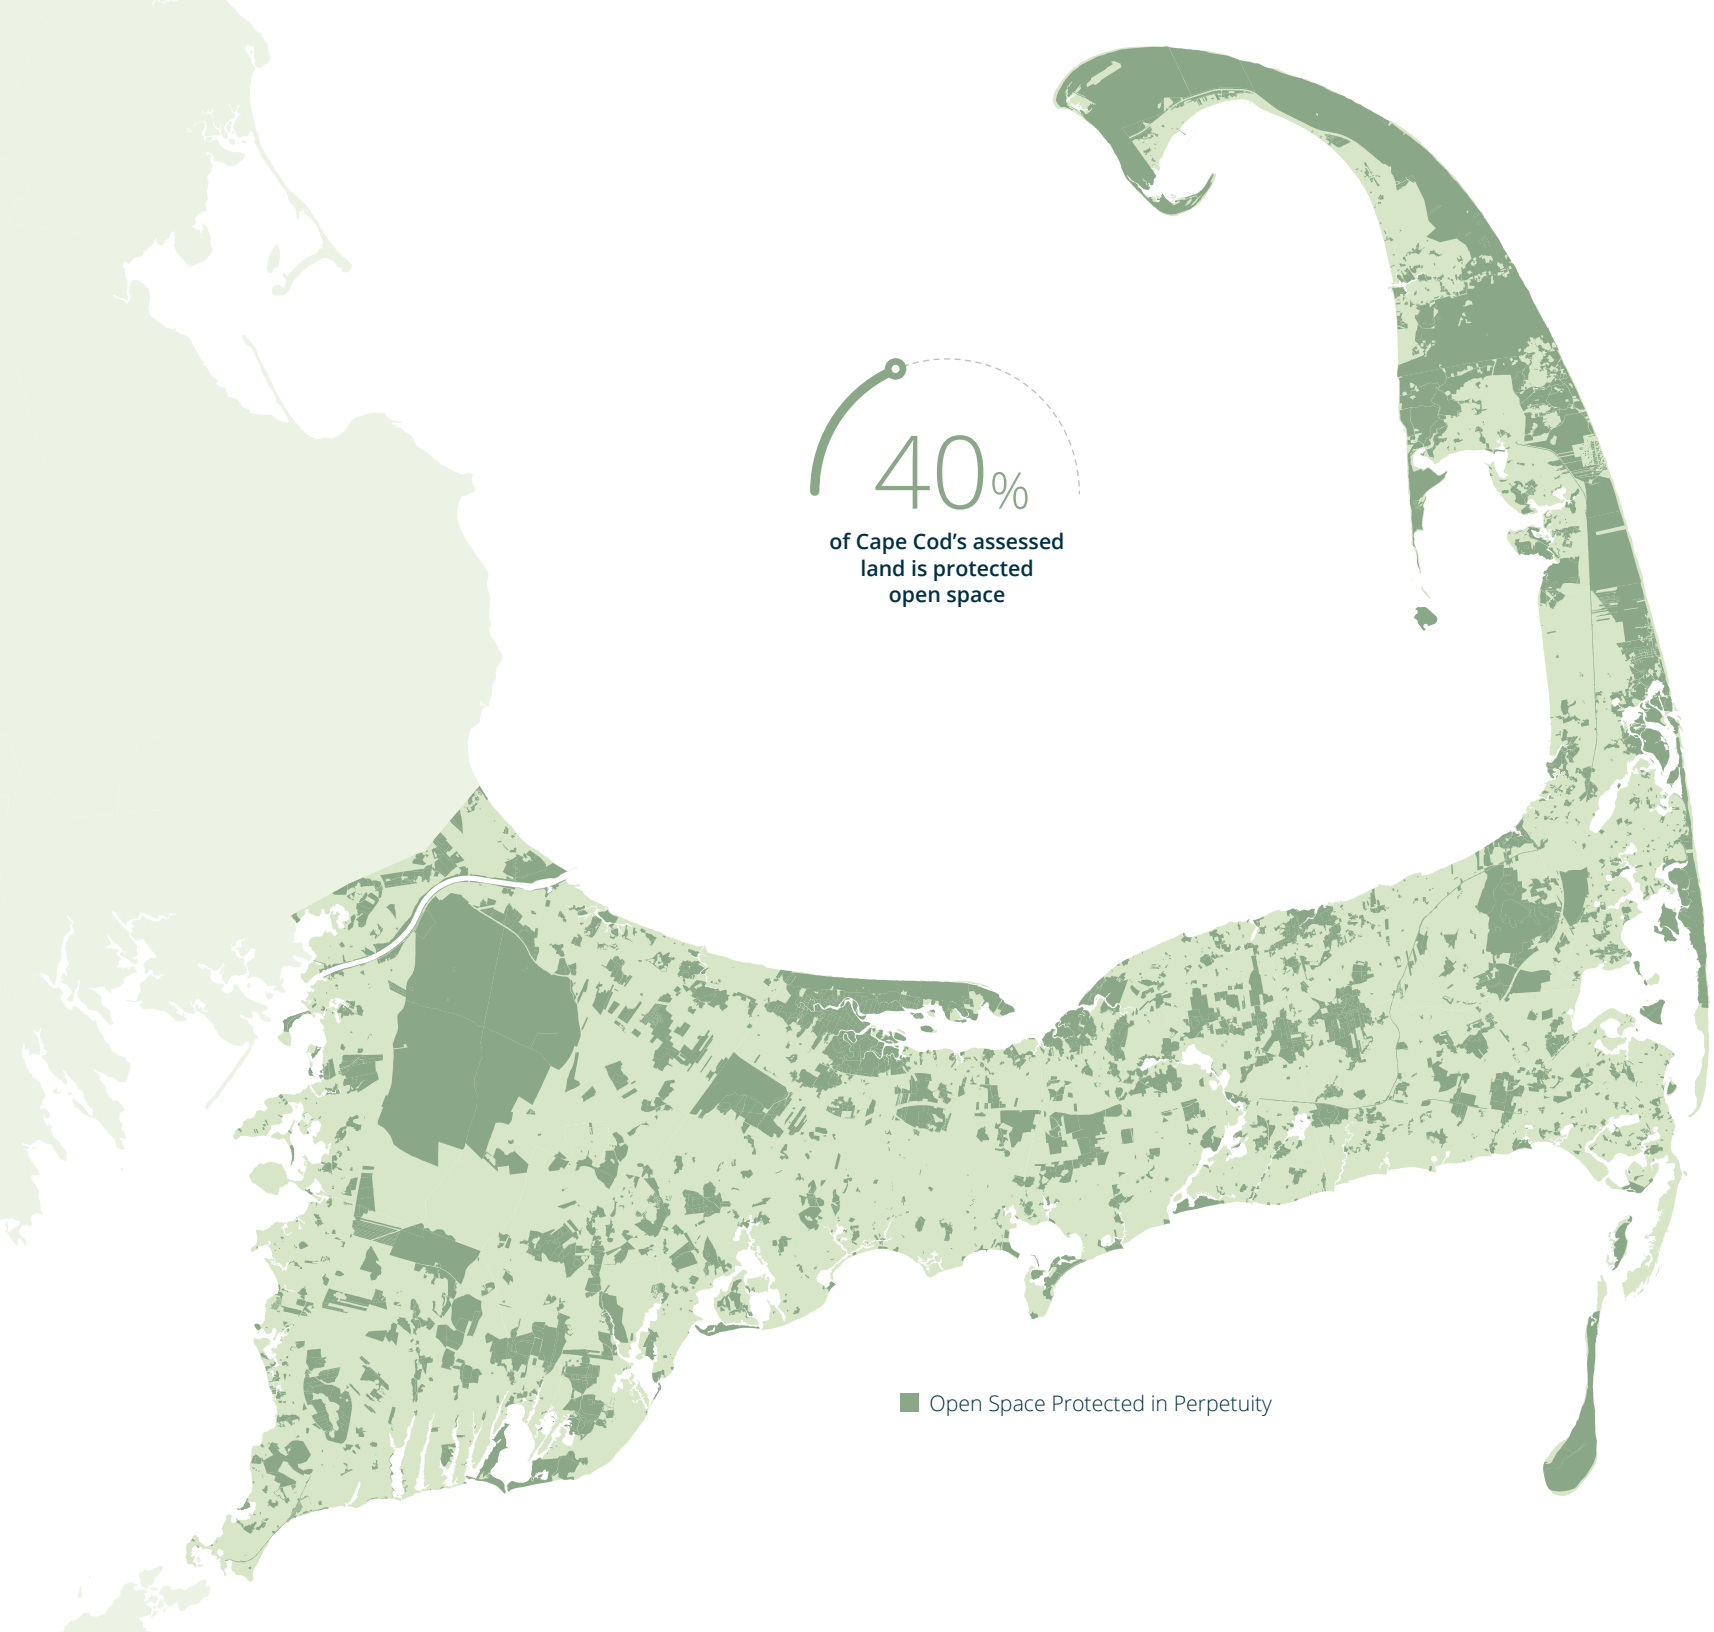 40%
of Cape Cod’s assessed
land is protected
open space
Open Space Protected in Perpetuity